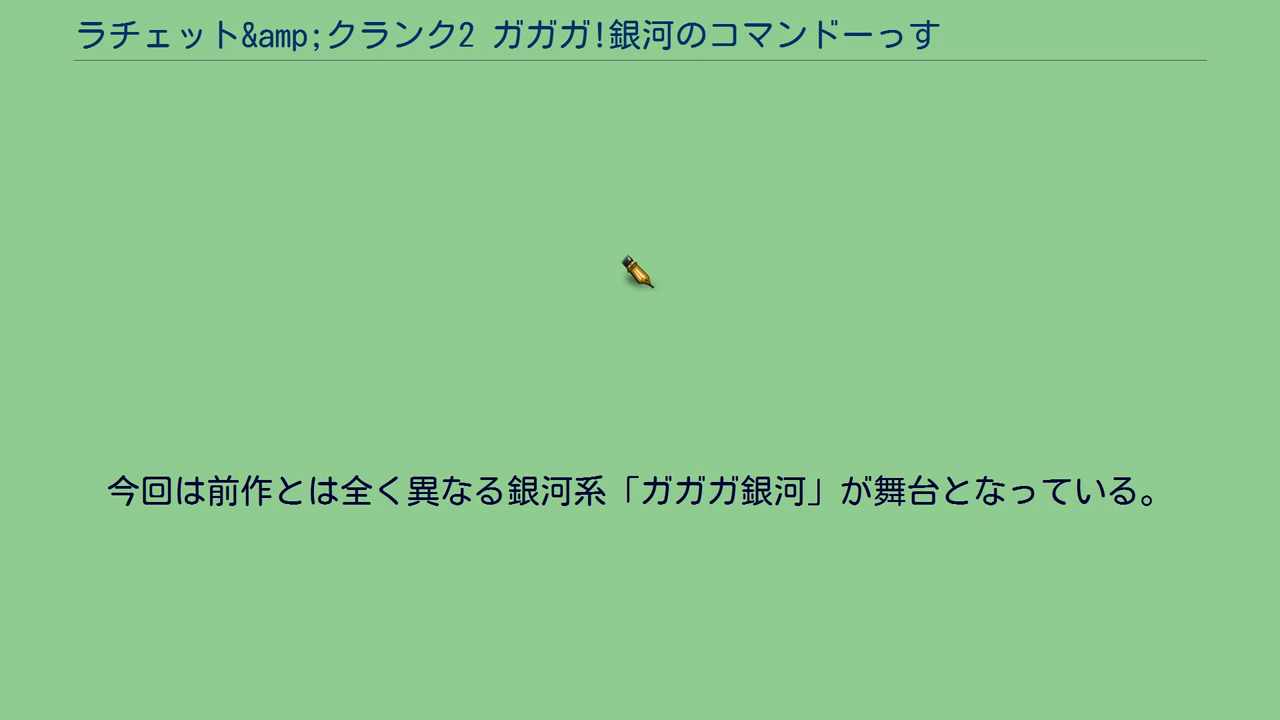 ラチェット&amp;クランク2 ガガガ!銀河のコマンドーっす
今回は前作とは全く異なる銀河系「ガガガ銀河」が舞台となっている。